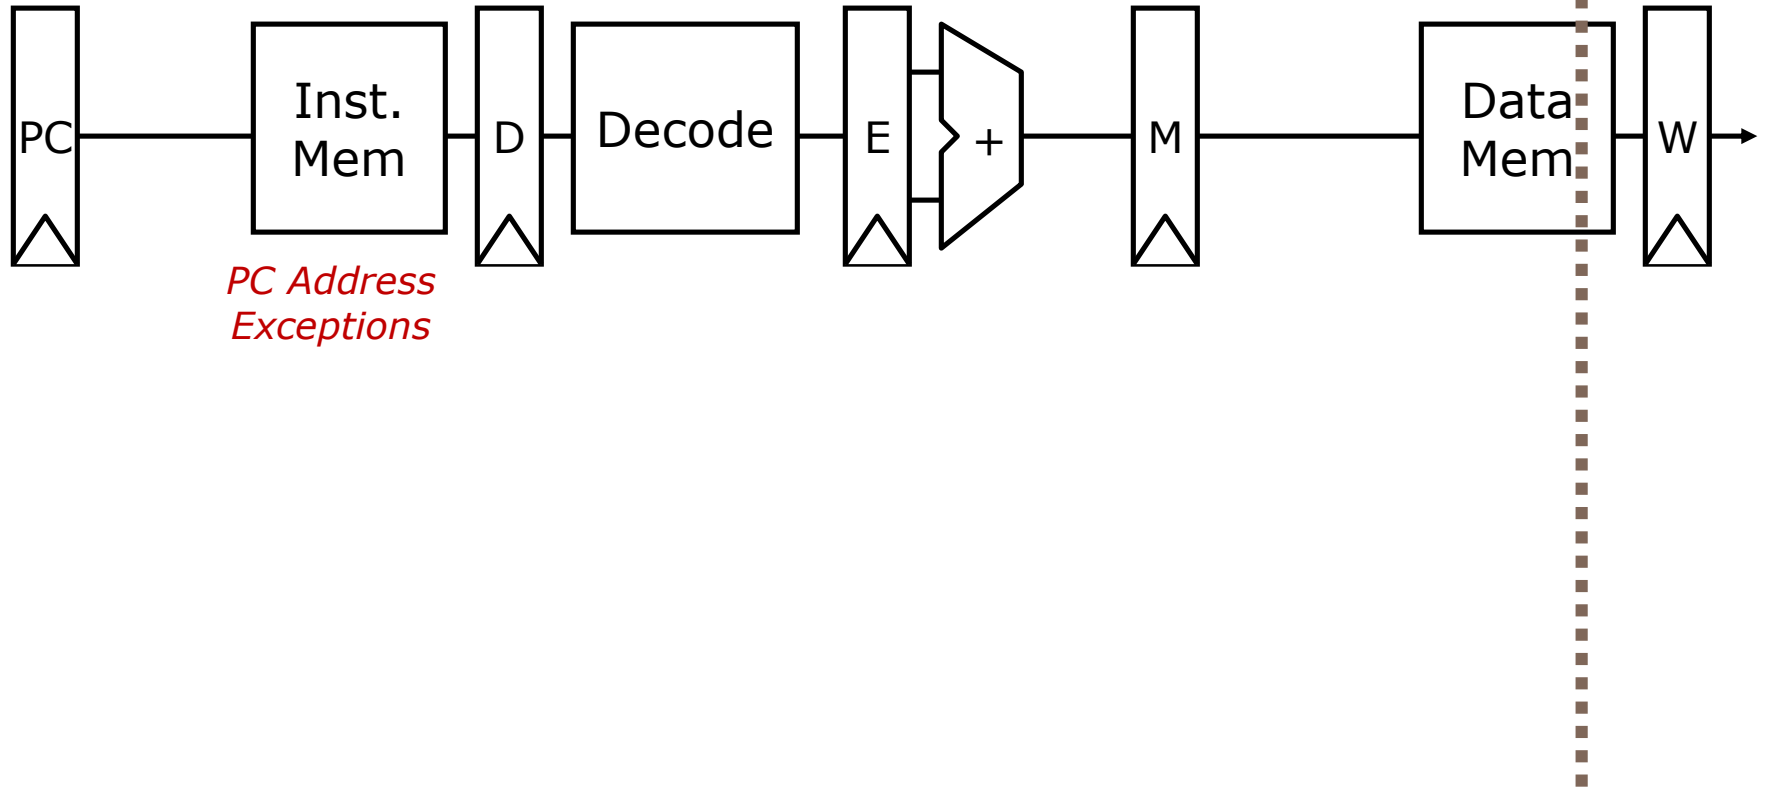 PC
Inst.
Mem
D
Decode
E
+
M
Data
Mem
W
PC Address
Exceptions